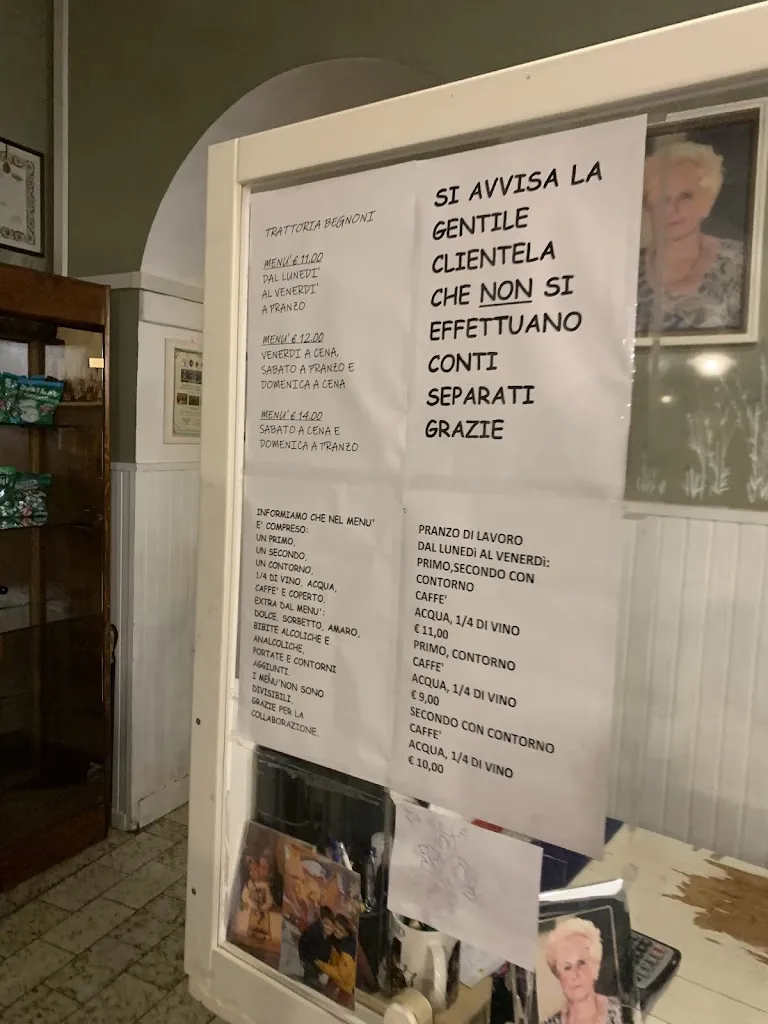 TRATTORIA BEGNONI
MENU' € 11.00
DAL LUNEDI'
AL VENERDI'
A PRANZO
MENU' € 12.00
VENERDI A CENA,
SABATO A PRANZO E
DOMENICA A CENA
MENU' € 14.00
SABATO A CENA E
DOMENICA A PRANZO
SI AVVISA LA
GENTILE
CLIENTELA
CHE NON SI
EFFETTUANO
CONTI
SEPARATI
GRAZIE
INFORMIAMO CHE NEL MENU'
E' COMPRESO:
UN PRIMO,
UN SECONDO,
UN CONTORNO,
1/4 DI VINO, ACQUA,
CAFFE' E COPERTO.
EXTRA DAL MENU':
DOLCE, SORBETTO, AMARO,
BIBITE ALCOLICHE E
ANALCOLICHE,
PORTATE E CONTORNI
AGGIUNTI.
I MENU' NON SONO
DIVISIBILI.
GRAZIE PER LA
COLLABORAZIONE.
PRANZO DI LAVORO
DAL LUNEDì AL VENERDì:
PRIMO,SECONDO CON
CONTORNO
CAFFE'
ACQUA, 1/4 DI VINO
€ 11,00
PRIMO, CONTORNO
CAFFE'
ACQUA, 1/4 DI VINO
€ 9,00
SECONDO CON CONTORNO
CAFFE'
ACQUA, 1/4 DI VINO
€ 10,00